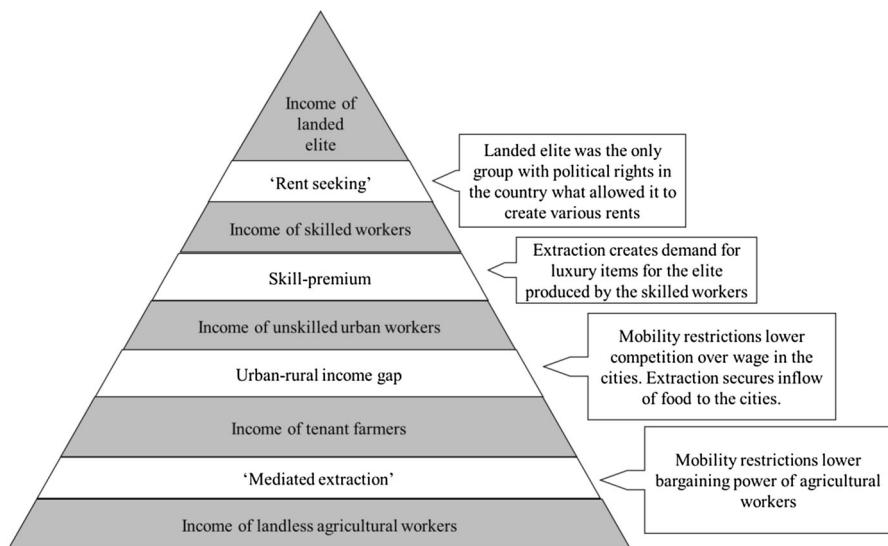 Income of
landed
elite
'Rent seeking'
Landed elite was the only
group with political rights in
the country what allowed it to
create various rents
Income of skilled workers
Skill-premium
Extraction creates demand for
luxury items for the elite
produced by the skilled workers
Income of unskilled urban workers
Urban-rural income gap
Mobility restrictions lower
competition over wage in the
cities. Extraction secures inflow
of food to the cities.
Income of tenant farmers
'Mediated extraction'
Mobility restrictions lower
bargaining power of agricultural
workers
Income of landless agricultural workers